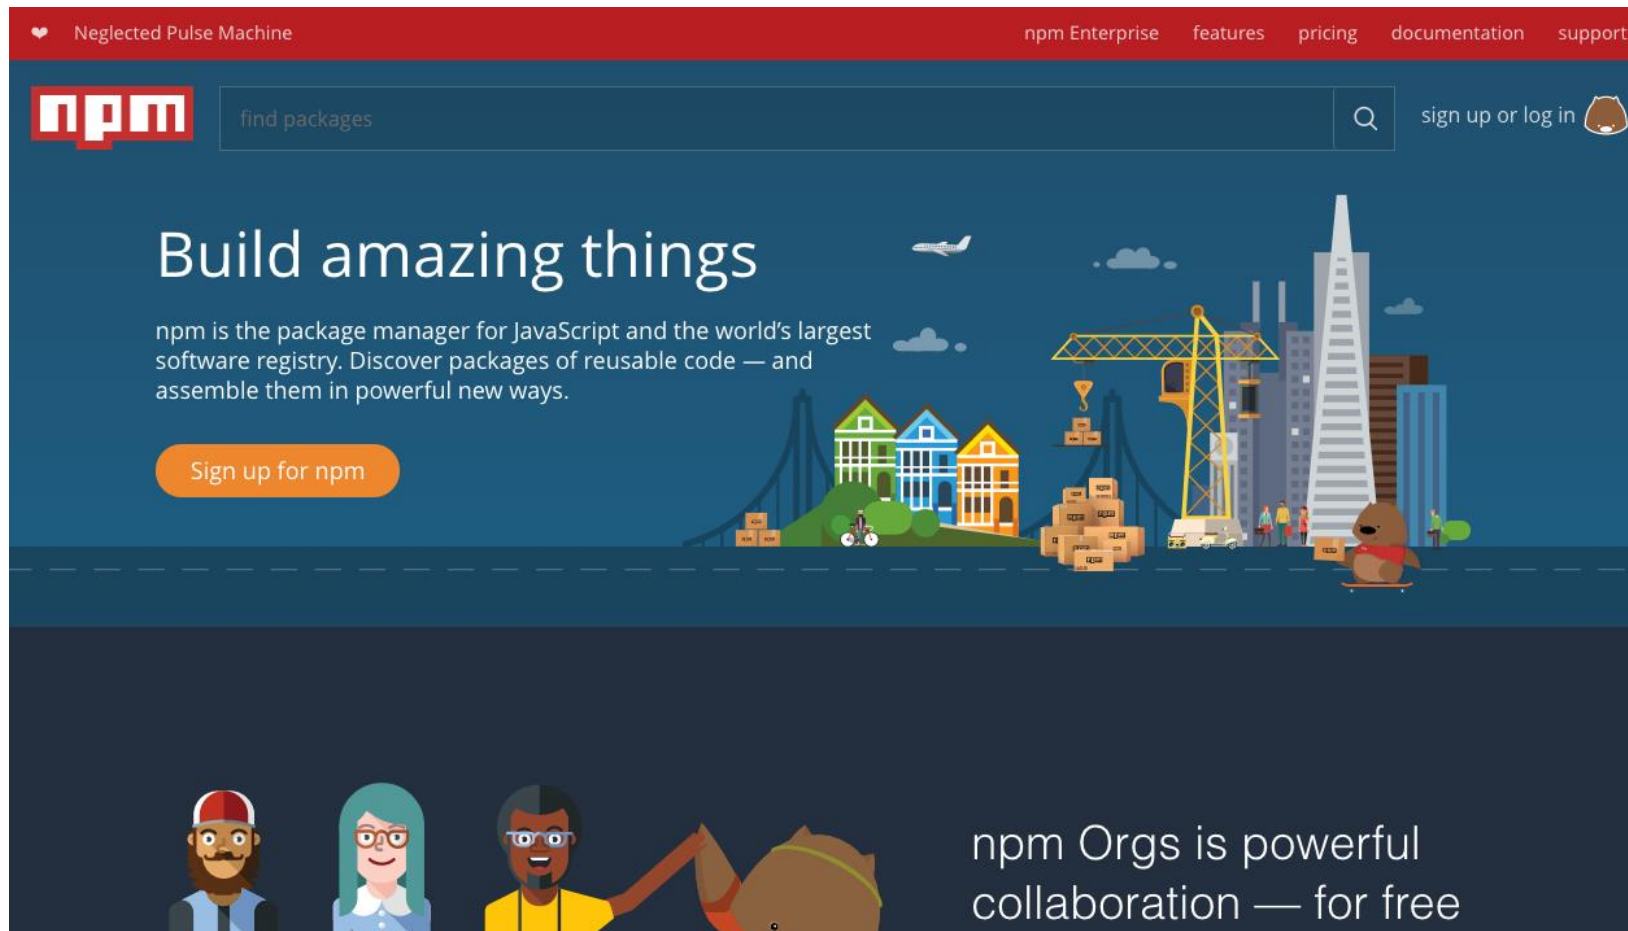 ❤ Neglected Pulse Machine npm Enterprise features pricing documentation support
npm find packages sign up or log in
Build amazing things
npm is the package manager for JavaScript and the world's largest
software registry. Discover packages of reusable code — and
assemble them in powerful new ways.
Sign up for npm
npm Orgs is powerful
collaboration — for free